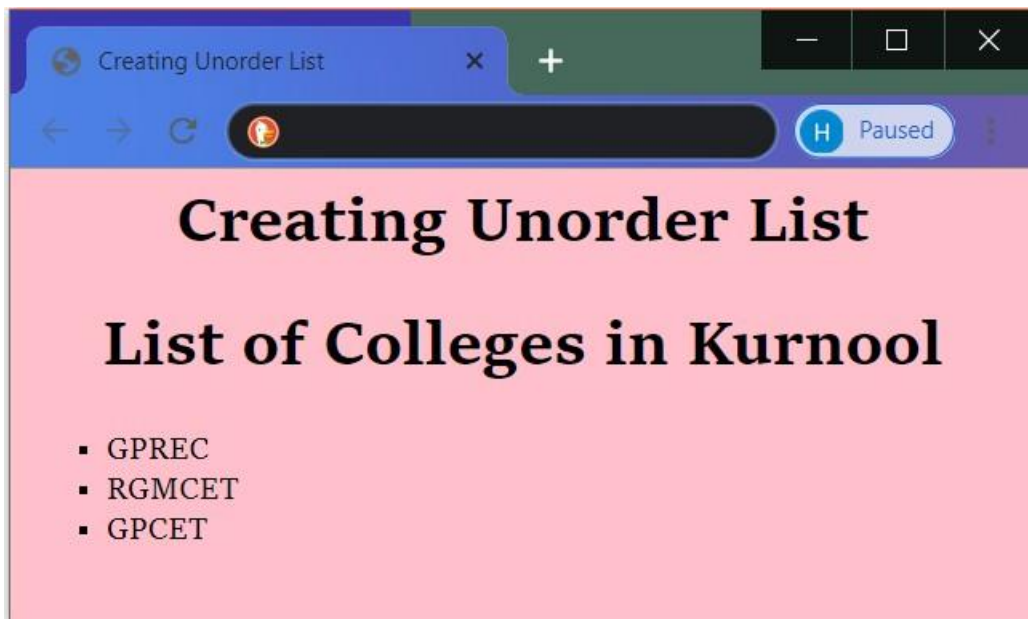 Creating Unorder List
H Paused
Creating Unorder List
List of Colleges in Kurnool
GPREC
RGMCET
GPCET